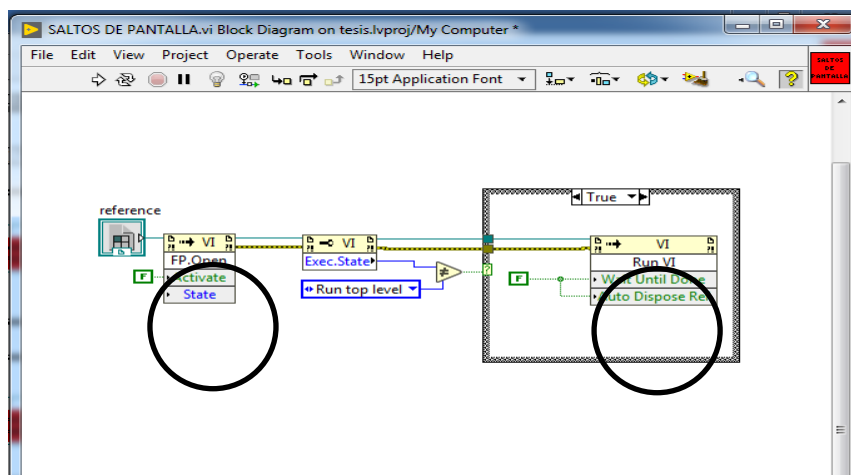 SALTOS DE PANTALLA.vi Block Diagram on tesis.lvproj/My Computer *
File Edit View Project Operate Tools Window Help
15pt Application Font
SALTOS
DE
PANTALLA
True
reference
VI
FP.Open
F
Activate
State
VI
Exec.State
Run top level
≠
?
VI
Run VI
F
Wait Until Done
Auto Dispose Ref